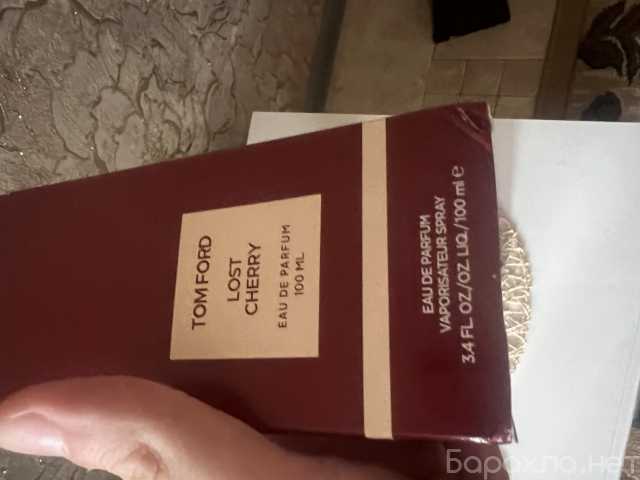 TOM FORD
LOST
CHERRY
EAU DE PARFUM
100 ML
EAU DE PARFUM
VAPORISATEUR SPRAY
3.4 FL OZ/OZ. LIQ./100 ml ℮
Барохло.нет